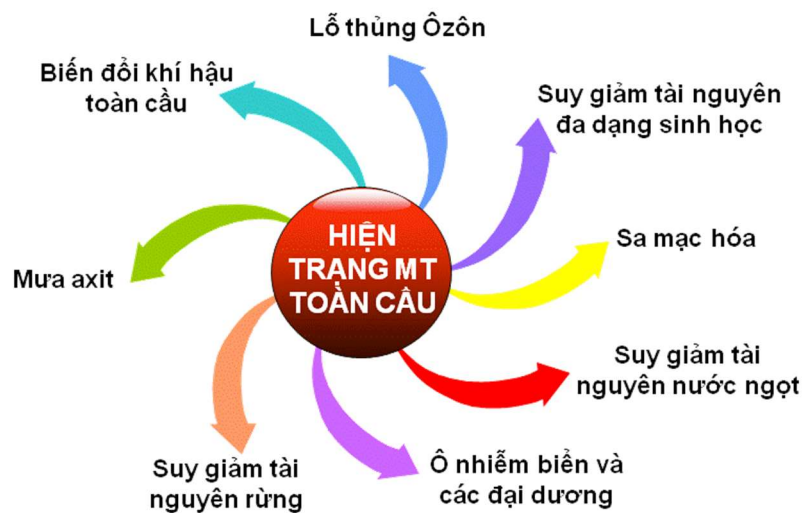 Lỗ thủng Ôzôn
Biến đổi khí hậu
toàn cầu
Suy giảm tài nguyên
đa dạng sinh học
HIỆN
TRẠNG MT
TOÀN CẦU
Sa mạc hóa
Mưa axit
Suy giảm tài
nguyên nước ngọt
Suy giảm tài
nguyên rừng
Ô nhiễm biển và
các đại dương